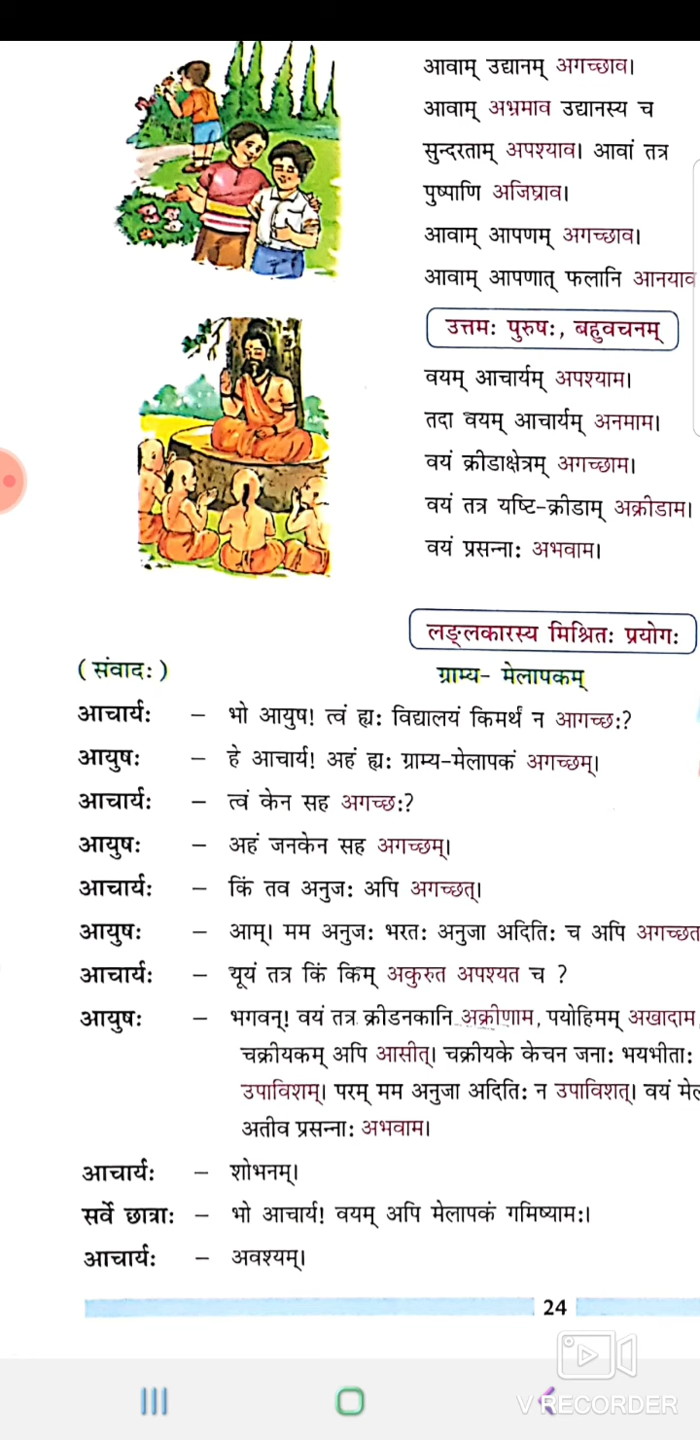 आवाम् उद्यानम् अगच्छाव।
आवाम् अभ्रमाव उद्यानस्य च
सुन्दरताम् अपश्याव। आवां तत्र
पुष्पाणि अजिघ्राव।
आवाम् आपणम् अगच्छाव।
आवाम् आपणात् फलानि आनयाव
उत्तमः पुरुषः, बहुवचनम्
वयम् आचार्यम् अपश्याम।
तदा वयम् आचार्यम् अनमाम।
वयं क्रीडाक्षेत्रम् अगच्छाम।
वयं तत्र यष्टि-क्रीडाम् अक्रीडाम।
वयं प्रसन्नाः अभवाम।
लङ्लकारस्य मिश्रितः प्रयोगः
(संवादः) ग्राम्य- मेलापकम्
आचार्यः – भो आयुष! त्वं ह्यः विद्यालयं किमर्थं न आगच्छः?
आयुषः – हे आचार्य! अहं ह्यः ग्राम्य-मेलापकं अगच्छम्।
आचार्यः – त्वं केन सह अगच्छः?
आयुषः – अहं जनकेन सह अगच्छम्।
आचार्यः – किं तव अनुजः अपि अगच्छत्।
आयुषः – आम्। मम अनुजः भरतः अनुजा अदितिः च अपि अगच्छत
आचार्यः – यूयं तत्र किं किम् अकुरुत अपश्यत च ?
आयुषः – भगवन्! वयं तत्र क्रीडनकानि अक्रीणाम, पयोहिमम् अखादाम
चक्रीयकम् अपि आसीत्। चक्रीयके केचन जनाः भयभीताः
उपाविशम्। परम् मम अनुजा अदितिः न उपाविशत्। वयं
अतीव प्रसन्नाः अभवाम।
आचार्यः – शोभनम्।
सर्वे छात्राः – भो आचार्य! वयम् अपि मेलापकं गमिष्यामः।
आचार्यः – अवश्यम्।
24
V RECORDER